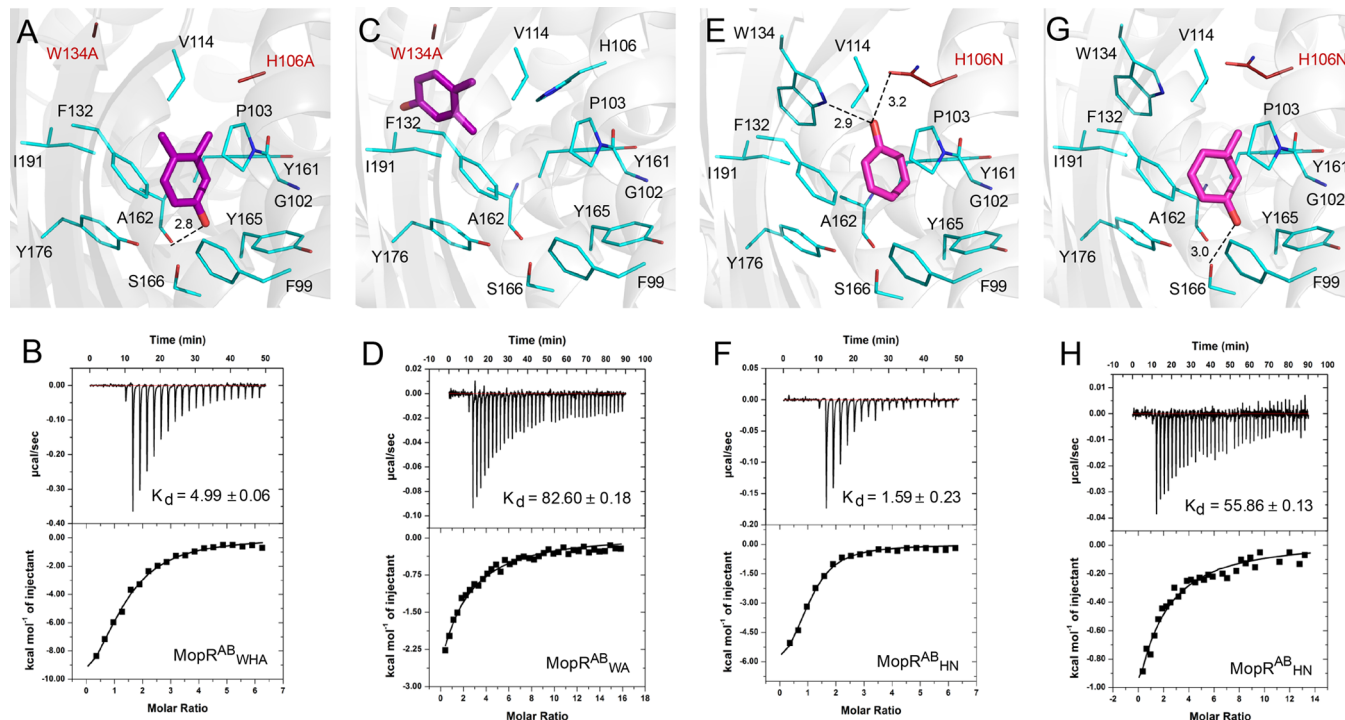 A
W134A
V114
H106A
F132
P103
I191
Y161
G102
A162
2.8
Y165
Y176
S166
F99
C
W134A
V114
H106
F132
P103
I191
Y161
G102
A162
Y165
Y176
S166
F99
E
W134
V114
H106N
3.2
2.9
F132
P103
I191
Y161
G102
A162
Y165
Y176
S166
F99
G
W134
V114
H106N
F132
P103
I191
Y161
G102
A162
Y165
3.0
Y176
S166
F99
B
Time (min)
0 10 20 30 40 50
0.00
-0.10
-0.20
-0.30
-0.40
µcal/sec
Kd = 4.99 ± 0.06
0.00
-2.00
-4.00
-6.00
-8.00
-10.00
kcal mol-1 of injectant
MopRAB WHA
0 1 2 3 4 5 6 7
Molar Ratio
D
Time (min)
-10 0 10 20 30 40 50 60 70 80 90 100
0.02
0.00
-0.02
-0.04
-0.06
-0.08
-0.10
µcal/sec
Kd = 82.60 ± 0.18
0.00
-0.75
-1.50
-2.25
-3.00
kcal mol-1 of injectant
MopRAB WA
0 2 4 6 8 10 12 14 16 18
Molar Ratio
F
Time (min)
0 10 20 30 40 50
0.00
-0.05
-0.10
-0.15
-0.20
µcal/sec
Kd = 1.59 ± 0.23
0.00
-2.00
-4.00
-6.00
kcal mol-1 of injectant
MopRAB HN
0 1 2 3 4 5 6 7
Molar Ratio
H
Time (min)
-10 0 10 20 30 40 50 60 70 80 90 100
0.01
0.00
-0.01
-0.02
-0.03
-0.04
µcal/sec
Kd = 55.86 ± 0.13
0.00
-0.20
-0.40
-0.60
-0.80
-1.00
kcal mol-1 of injectant
MopRAB HN
0 2 4 6 8 10 12 14
Molar Ratio